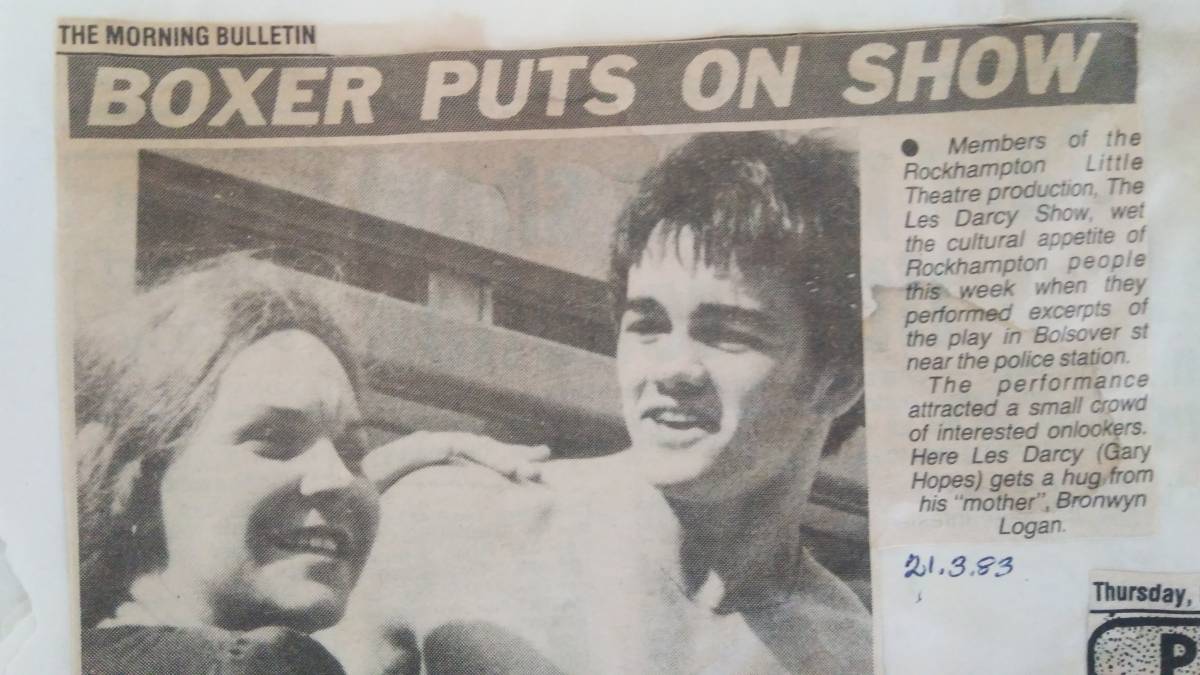 THE MORNING BULLETIN
BOXER PUTS ON SHOW
● Members of the
Rockhampton Little
Theatre production, The
Les Darcy Show, wet
the cultural appetite of
Rockhampton people
this week when they
performed excerpts of
the play in Bolsover st
near the police station.
The performance
attracted a small crowd
of interested onlookers.
Here Les Darcy (Gary
Hopes) gets a hug from
his "mother", Bronwyn
Logan.
21.3.83
Thursday,
P